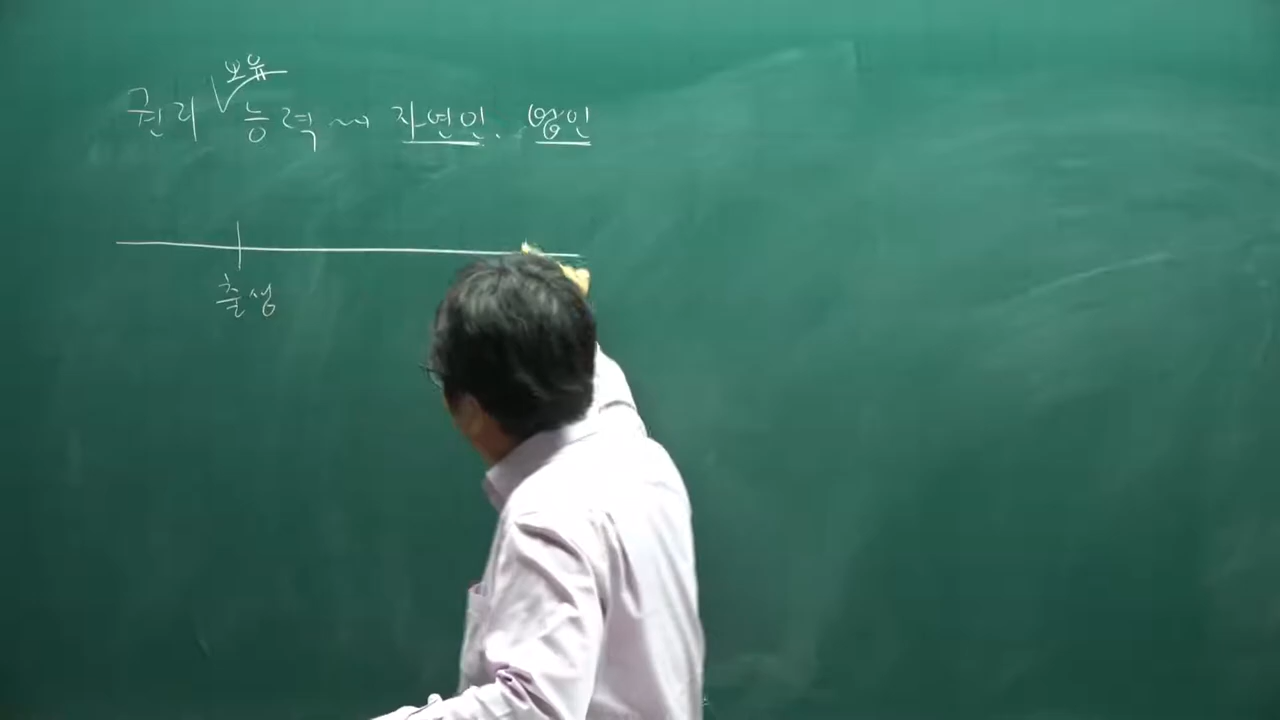 보유
권리 능력 → 자연인, 법인
출생